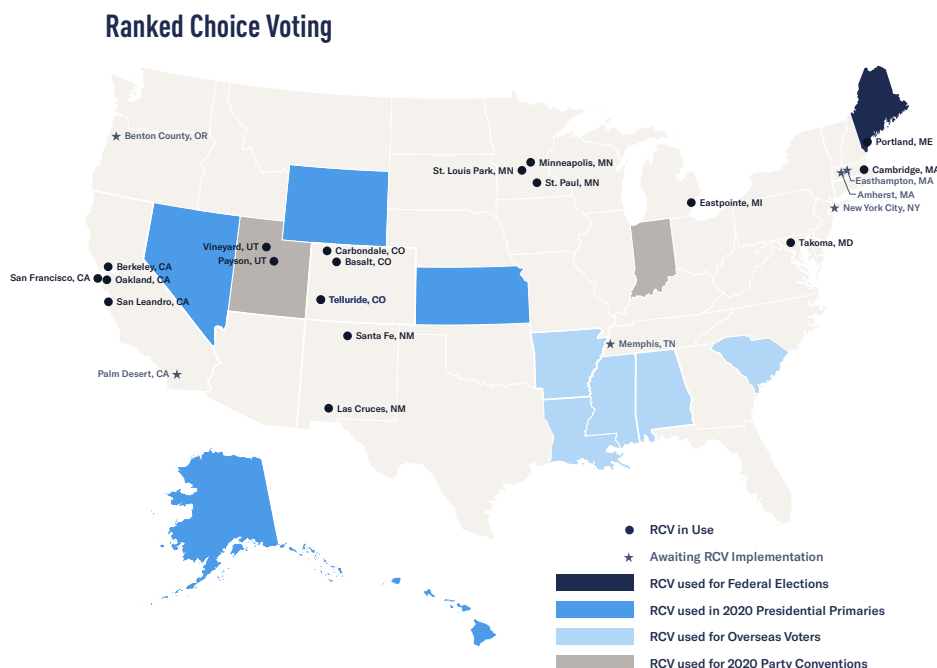 Ranked Choice Voting
Benton County, OR
Portland, ME
Minneapolis, MN
St. Louis Park, MN
Cambridge, MA
St. Paul, MN
Easthampton, MA
Amherst, MA
Eastpointe, MI
New York City, NY
Takoma, MD
Vineyard, UT
Carbondale, CO
Payson, UT
Basalt, CO
Berkeley, CA
San Francisco, CA
Oakland, CA
San Leandro, CA
Telluride, CO
Santa Fe, NM
Memphis, TN
Palm Desert, CA
Las Cruces, NM
RCV in Use
Awaiting RCV Implementation
RCV used for Federal Elections
RCV used in 2020 Presidential Primaries
RCV used for Overseas Voters
RCV used for 2020 Party Conventions